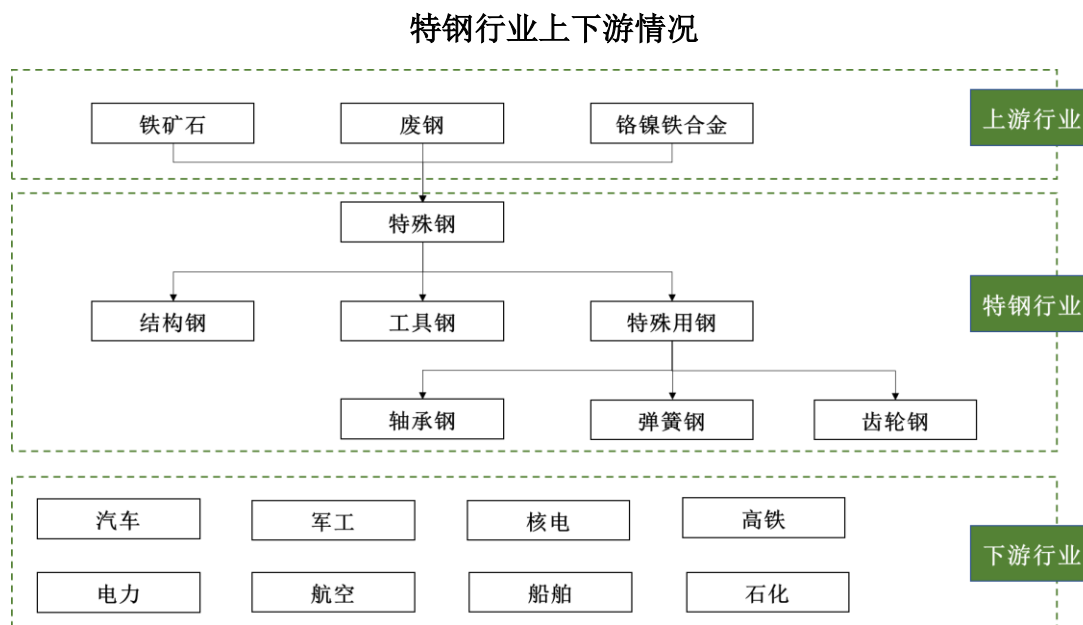 特钢行业上下游情况
铁矿石 废钢 铬镍铁合金 上游行业
特殊钢
结构钢 工具钢 特殊用钢 特钢行业
轴承钢 弹簧钢 齿轮钢
汽车 军工 核电 高铁
下游行业
电力 航空 船舶 石化